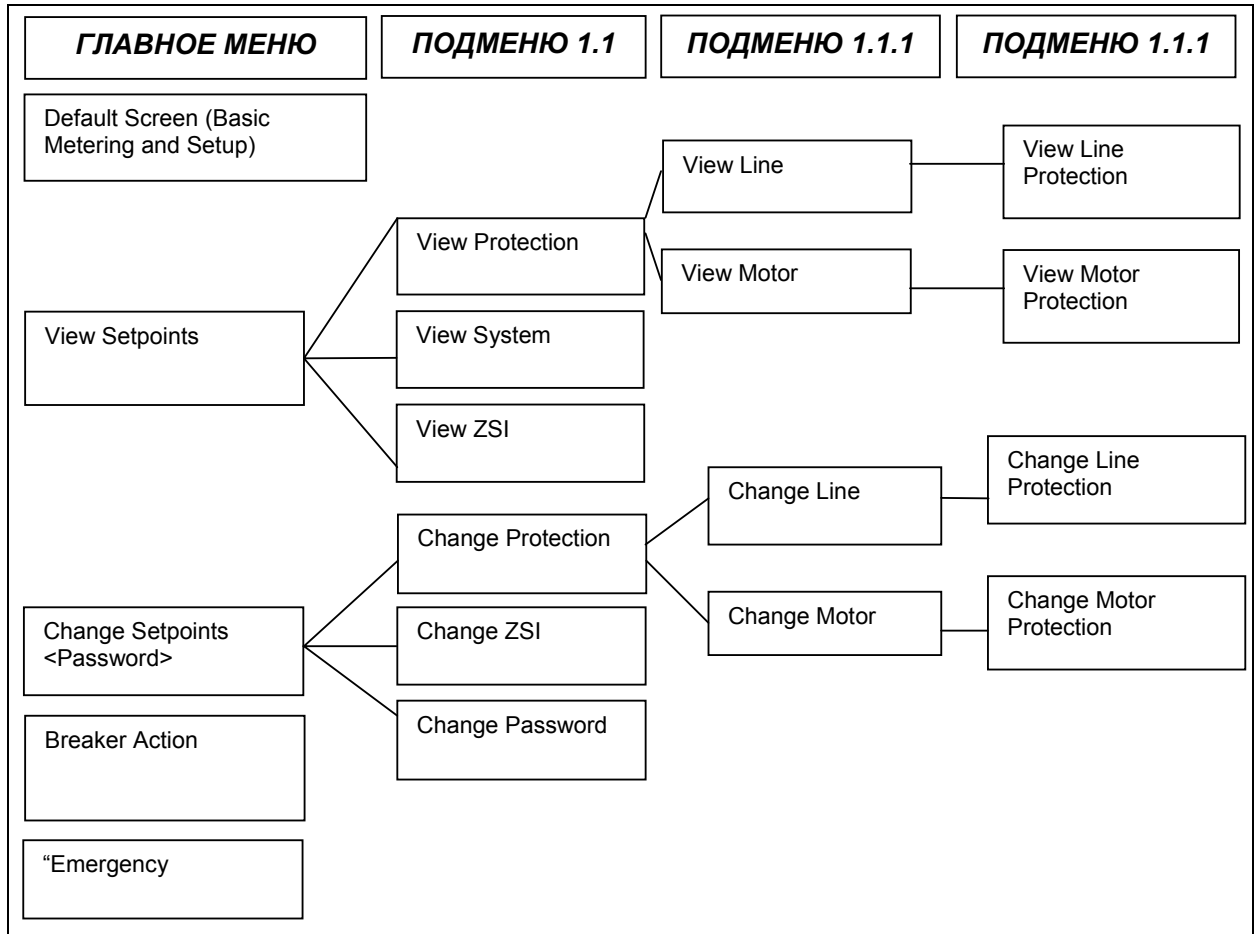 ГЛАВНОЕ МЕНЮ
ПОДМЕНЮ 1.1
ПОДМЕНЮ 1.1.1
ПОДМЕНЮ 1.1.1
Default Screen (Basic
Metering and Setup)
View Setpoints
View Protection
View System
View ZSI
View Line
View Motor
View Line
Protection
View Motor
Protection
Change Setpoints
<Password>
Change Protection
Change ZSI
Change Password
Change Line
Change Motor
Change Line
Protection
Change Motor
Protection
Breaker Action
“Emergency